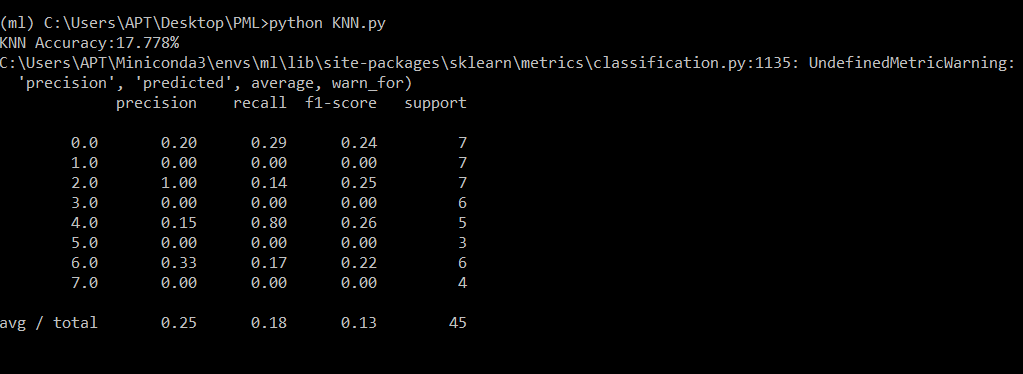 (ml) C:\Users\APT\Desktop\PML>python KNN.py
KNN Accuracy:17.778%
C:\Users\APT\Miniconda3\envs\ml\lib\site-packages\sklearn\metrics\classification.py:1135: UndefinedMetricWarning:
'precision', 'predicted', average, warn_for)
precision recall f1-score support
0.0 0.20 0.29 0.24 7
1.0 0.00 0.00 0.00 7
2.0 1.00 0.14 0.25 7
3.0 0.00 0.00 0.00 6
4.0 0.15 0.80 0.26 5
5.0 0.00 0.00 0.00 3
6.0 0.33 0.17 0.22 6
7.0 0.00 0.00 0.00 4
avg / total 0.25 0.18 0.13 45